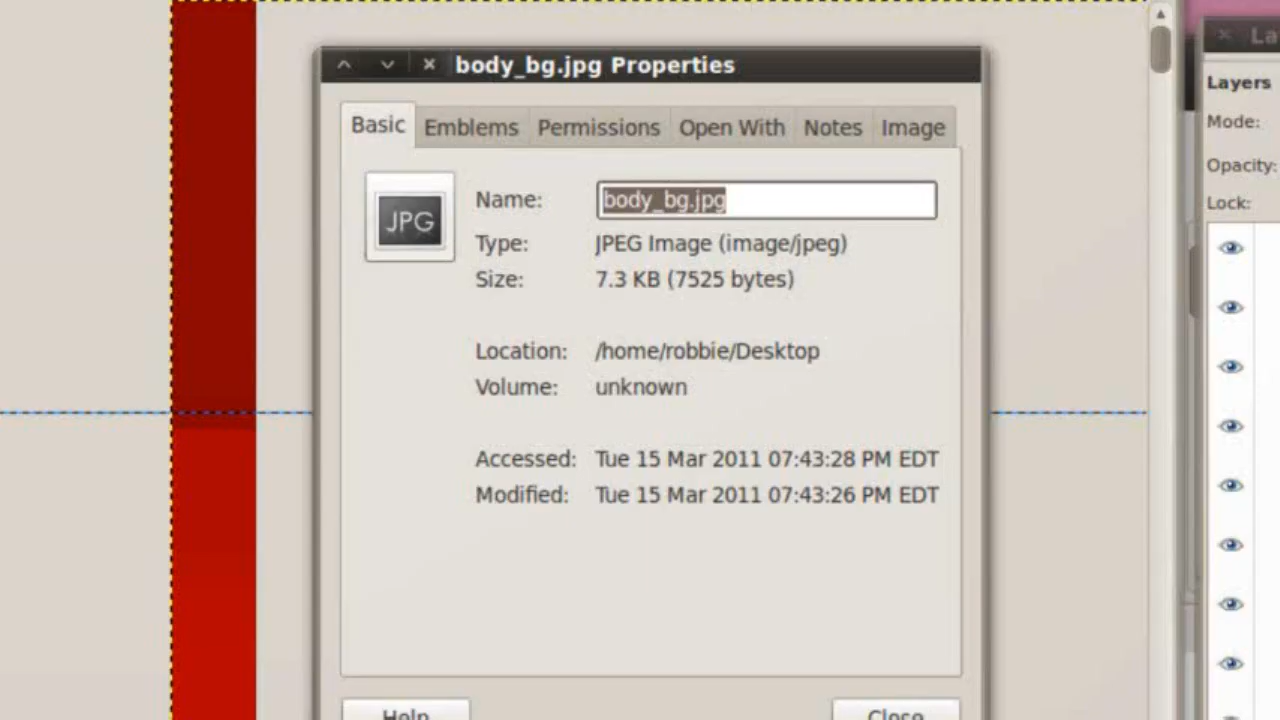 body_bg.jpg Properties
Basic Emblems Permissions Open With Notes Image
JPG
Name: body_bg.jpg
Type: JPEG Image (image/jpeg)
Size: 7.3 KB (7525 bytes)
Location: /home/robbie/Desktop
Volume: unknown
Accessed: Tue 15 Mar 2011 07:43:28 PM EDT
Modified: Tue 15 Mar 2011 07:43:26 PM EDT
Help Close
Layers
Mode:
Opacity:
Lock: